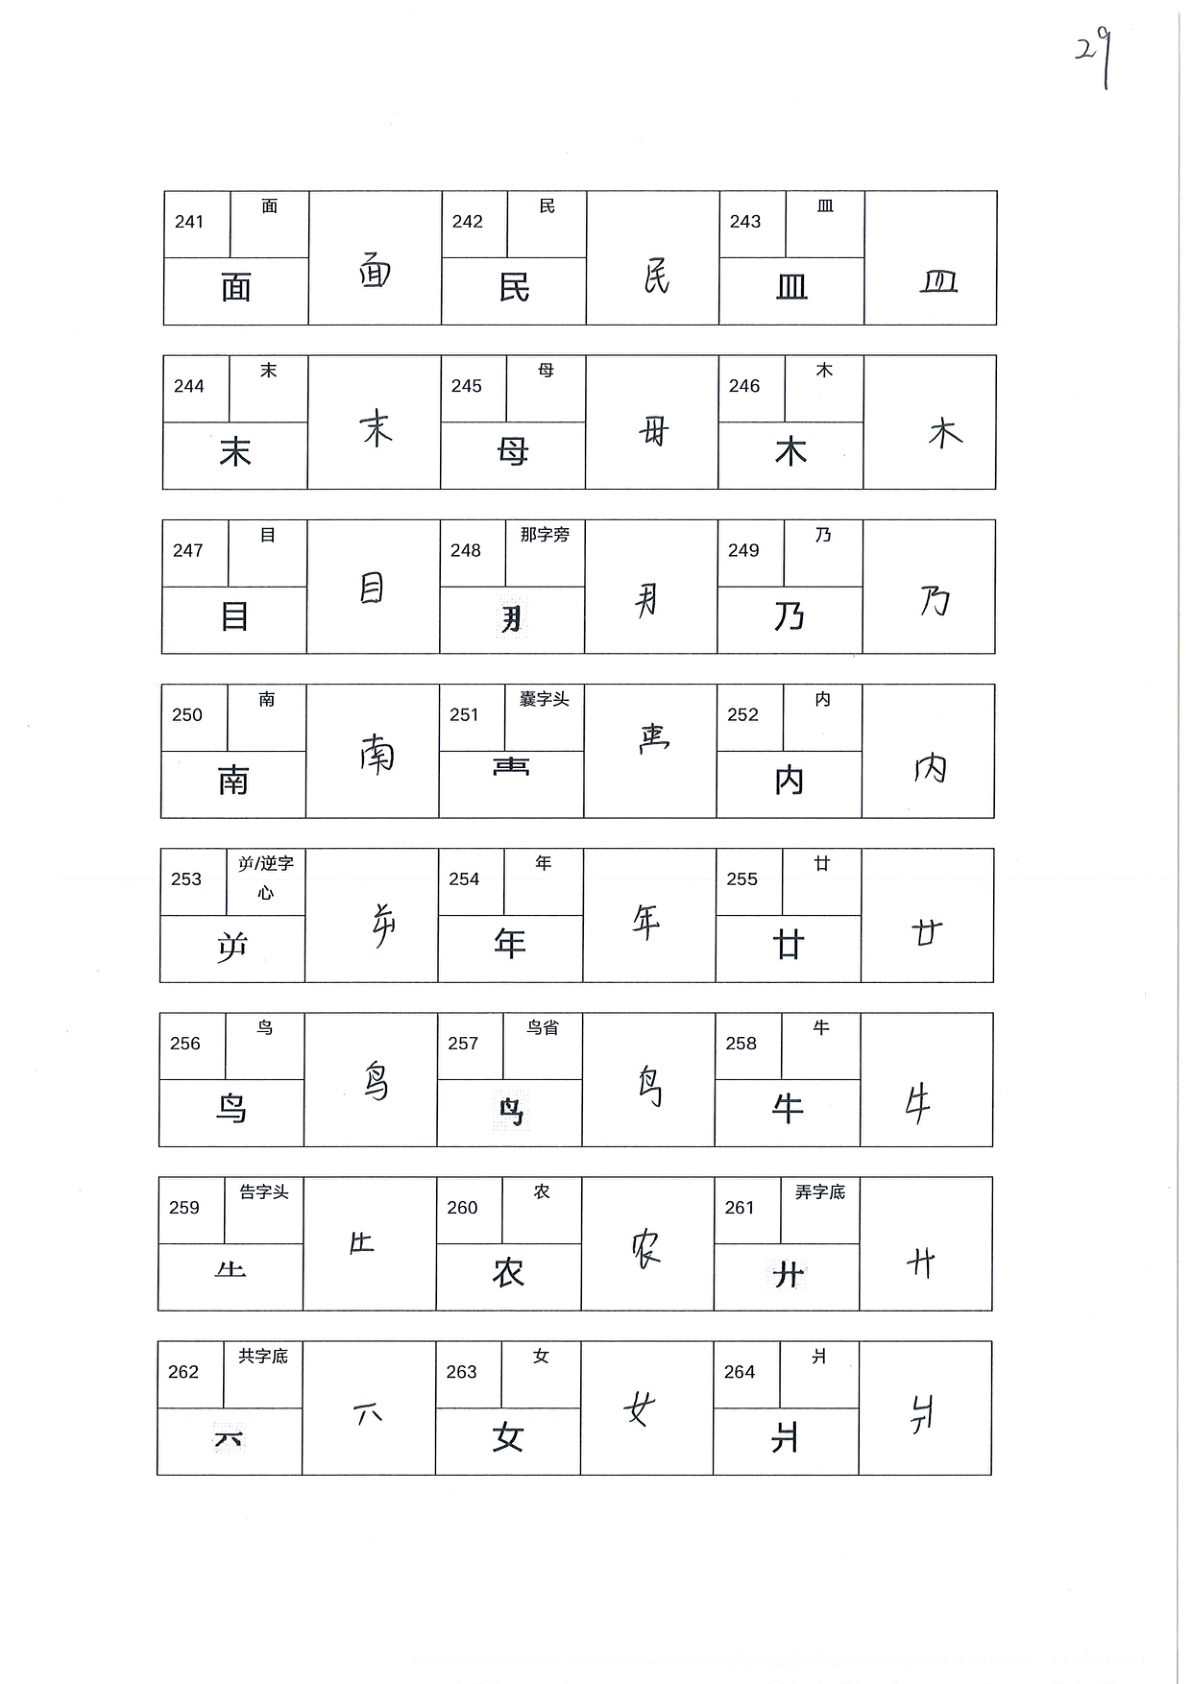 29
241 面 面 面 242 民 民 民 243 皿 皿 皿
244 末 末 末 245 母 母 母 246 木 木 木
247 目 目 目 248 那字旁 249 乃 乃 乃
250 南 南 南 251 囊字头 252 内 内 内
253 屰/逆字心 屰 屰 254 年 年 年 255 廿 廿 廿
256 鸟 鸟 鸟 257 鸟省 258 牛 牛 牛
259 告字头 260 农 农 农 261 弄字底 廾 廾
262 共字底 263 女 女 女 264 爿 爿 爿